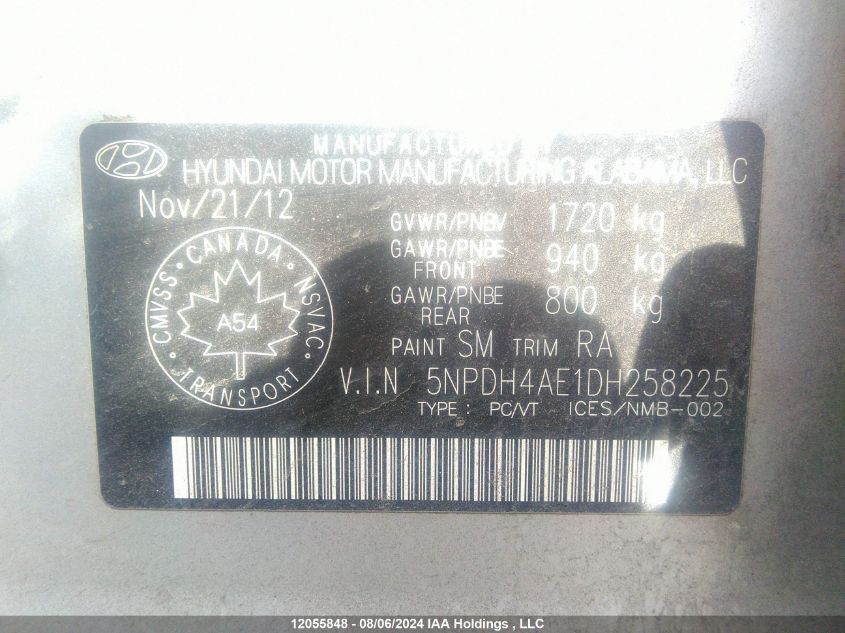 MANUFACTURED BY
HYUNDAI MOTOR MANUFACTURING ALABAMA, LLC
Nov/21/12
GVWR/PNBV 1720 kg
GAWR/PNBE FRONT 940 kg
GAWR/PNBE REAR 800 kg
CMVSS • CANADA • NSVAC • TRANSPORT •
A54
PAINT SM TRIM RA
V.I.N 5NPDH4AE1DH258225
TYPE : PC/VT ICES/NMB-002
12055848 - 08/06/2024 IAA Holdings , LLC